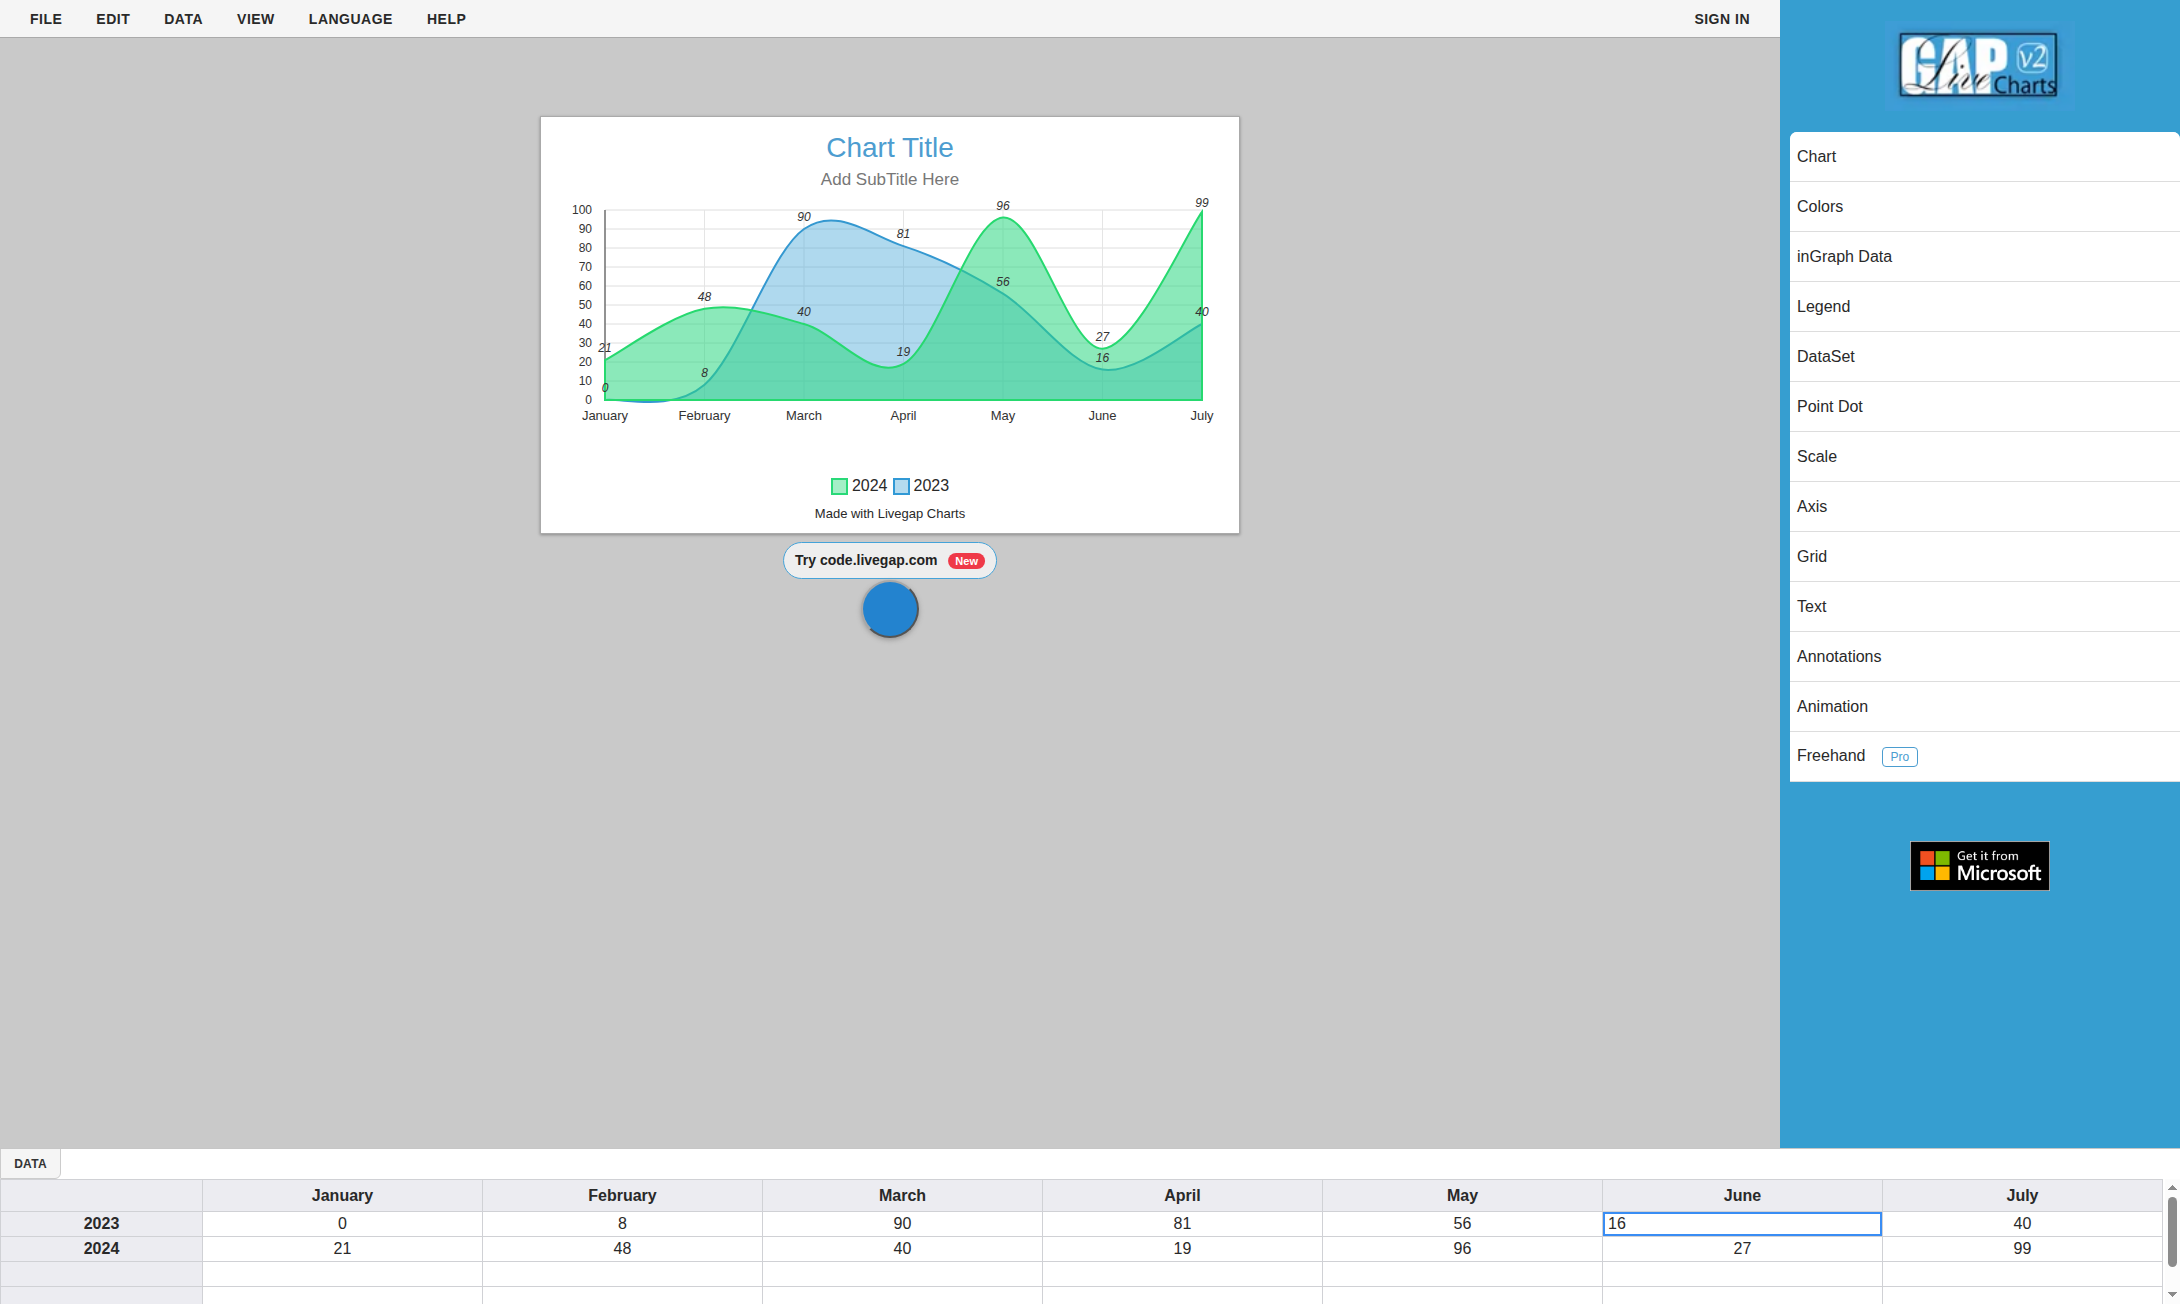 FILE EDIT DATA VIEW LANGUAGE HELP SIGN IN
GAP Live Charts v2
Chart Title
Add SubTitle Here
100
90
80
70
60
50
40
30
20
10
0
21 48 40 19 96 27 99
0 8 90 81 56 16 40
January February March April May June July
2024 2023
Made with Livegap Charts
Try code.livegap.com New
Chart
Colors
inGraph Data
Legend
DataSet
Point Dot
Scale
Axis
Grid
Text
Annotations
Animation
Freehand Pro
Get it from
Microsoft
DATA
January February March April May June July
2023 0 8 90 81 56 16 40
2024 21 48 40 19 96 27 99